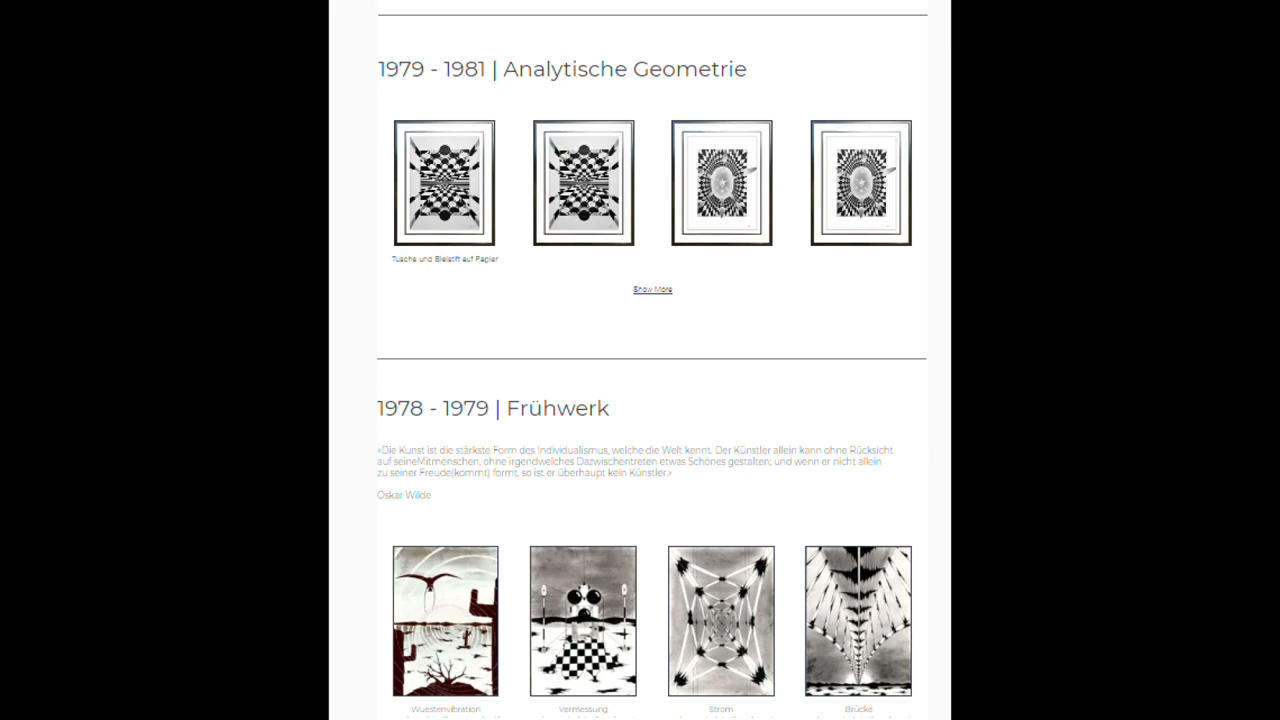 1979 - 1981 | Analytische Geometrie
Tusche und Bleistift auf Papier
Show More
1978 - 1979 | Frühwerk
«Die Kunst ist die stärkste Form des Individualismus, welche die Welt kennt. Der Künstler allein kann ohne Rücksicht
auf seineMitmenschen, ohne irgendwelches Dazwischentreten etwas Schönes gestalten; und wenn er nicht allein
zu seiner Freude(kommt) formt, so ist er überhaupt kein Künstler.»
Oskar Wilde
Wuestenvibration
Vermessung
Strom
Brücke